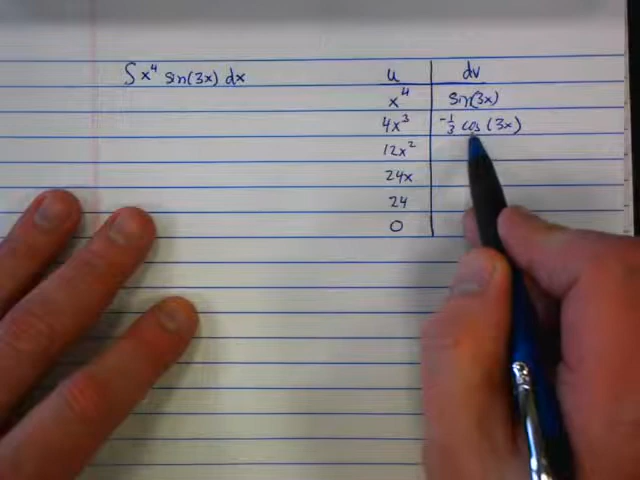 ∫ x⁴ sin(3x) dx u dv
x⁴ sin(3x)
4x³ -1/3 cos(3x)
12x²
24x
24
0